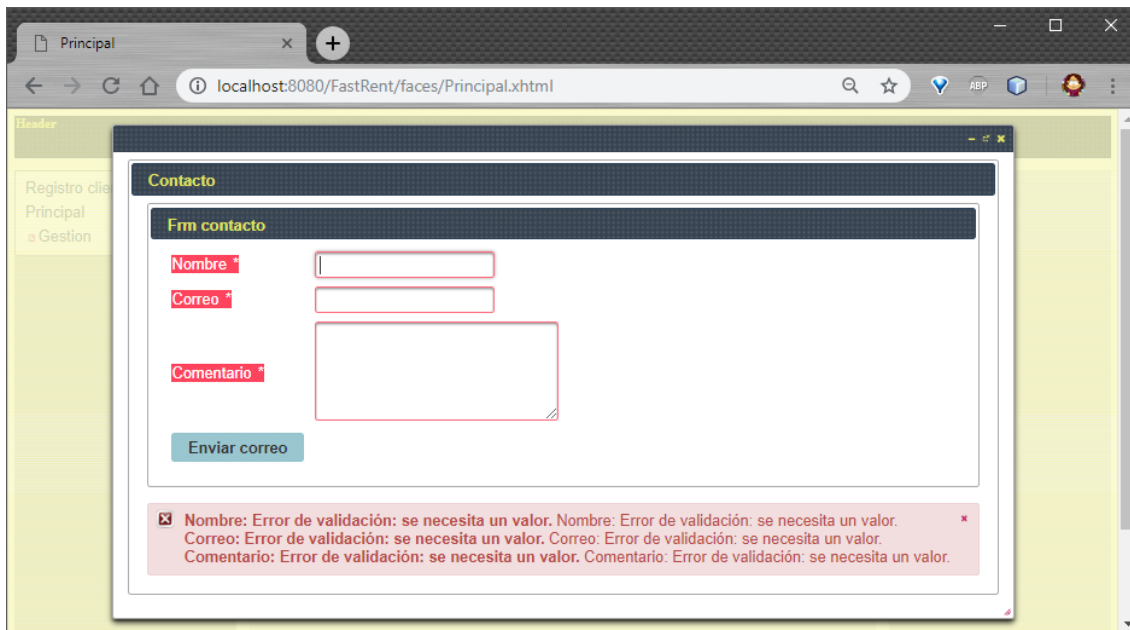 Principal
localhost:8080/FastRent/faces/Principal.xhtml
ABP
Header
Registro clie
Principal
Gestion
Contacto
Frm contacto
Nombre *
Correo *
Comentario *
Enviar correo
Nombre: Error de validación: se necesita un valor. Nombre: Error de validación: se necesita un valor.
Correo: Error de validación: se necesita un valor. Correo: Error de validación: se necesita un valor.
Comentario: Error de validación: se necesita un valor. Comentario: Error de validación: se necesita un valor.